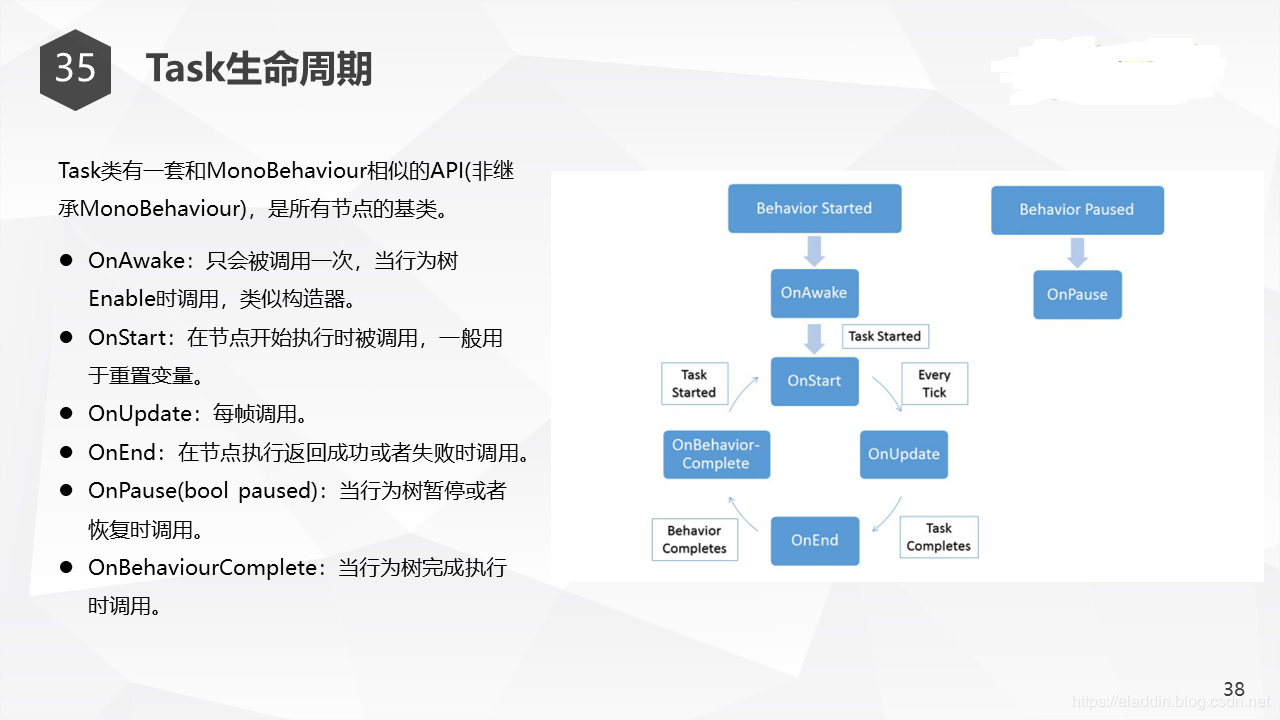 35
Task生命周期
Task类有一套和MonoBehaviour相似的API(非继
承MonoBehaviour)，是所有节点的基类。
● OnAwake：只会被调用一次，当行为树
Enable时调用，类似构造器。
● OnStart：在节点开始执行时被调用，一般用
于重置变量。
● OnUpdate：每帧调用。
● OnEnd：在节点执行返回成功或者失败时调用。
● OnPause(bool paused)：当行为树暂停或者
恢复时调用。
● OnBehaviourComplete：当行为树完成执行
时调用。
Behavior Started
OnAwake
Task Started
OnStart
Task
Started
Every
Tick
OnBehavior-
Complete
OnUpdate
Behavior
Completes
OnEnd
Task
Completes
Behavior Paused
OnPause
38
https://aladdin.blog.csdn.net